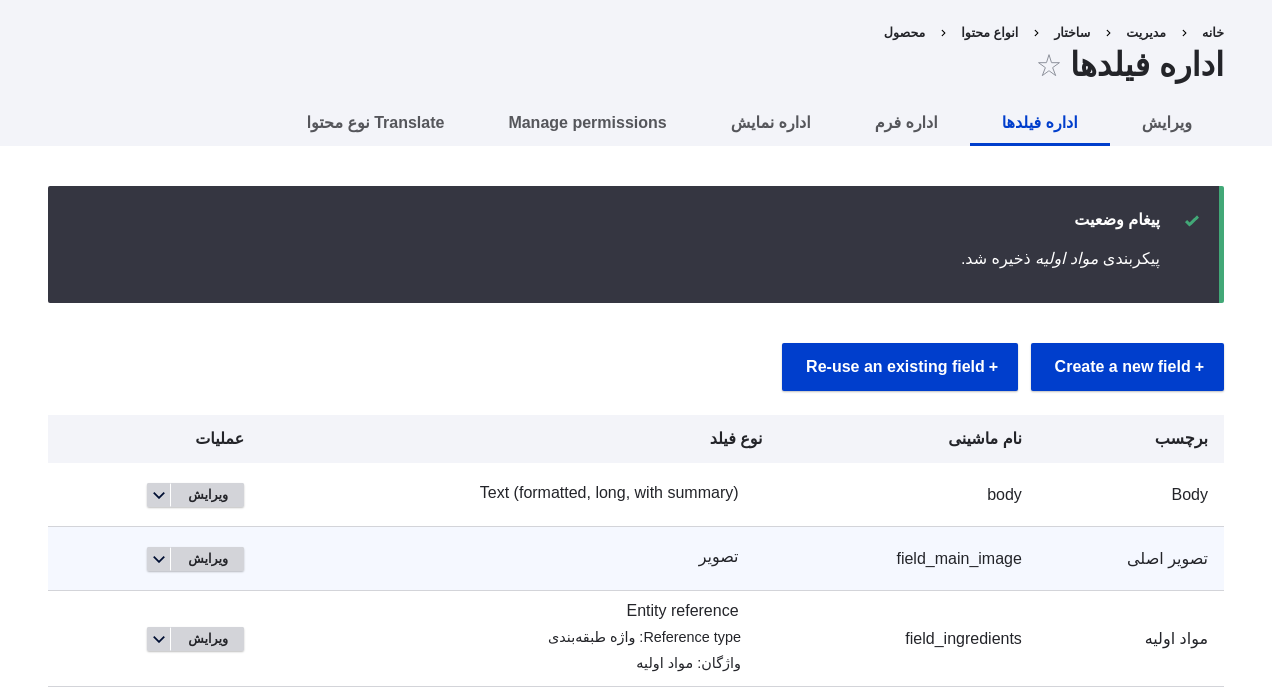 خانه › مدیریت › ساختار › انواع محتوا › محصول
اداره فیلدها ☆
ویرایش اداره فیلدها اداره فرم اداره نمایش Manage permissions Translate نوع محتوا
پیغام وضعیت
پیکربندی مواد اولیه ذخیره شد.
Create a new field + Re-use an existing field +
برچسب نام ماشینی نوع فیلد عملیات
Body body Text (formatted, long, with summary) ویرایش
تصویر اصلی field_main_image تصویر ویرایش
Entity reference
مواد اولیه field_ingredients Reference type: واژه طبقه‌بندی ویرایش
واژگان: مواد اولیه